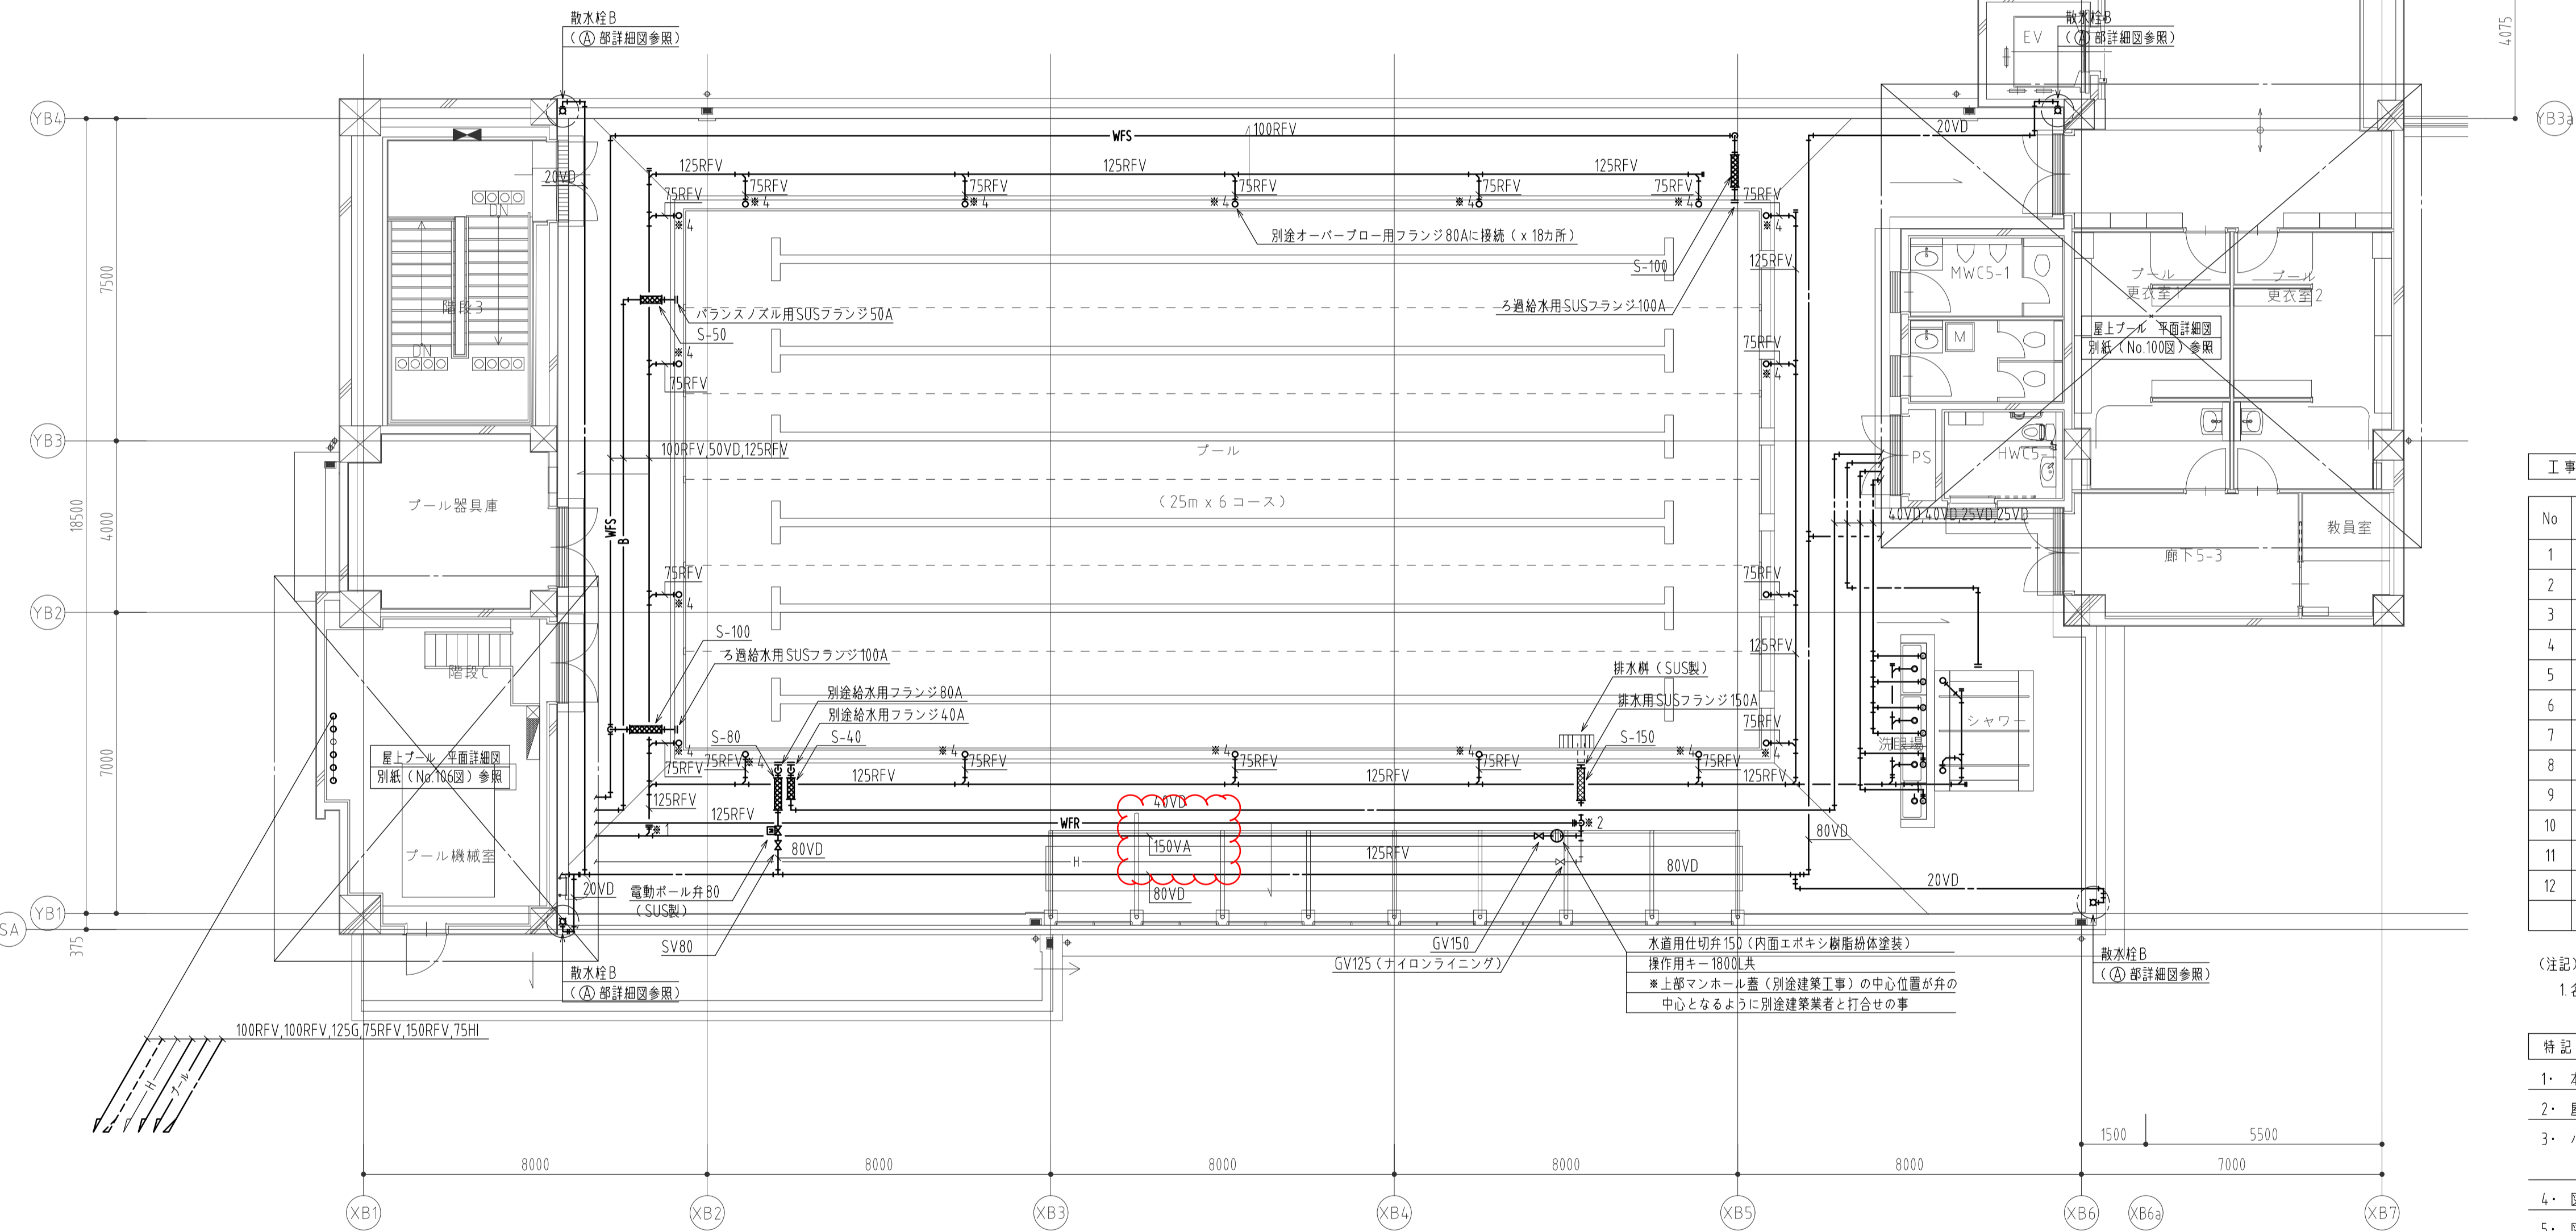 散水栓B
（Ⓐ 部詳細図参照）
散水栓B
（Ⓐ 部詳細図参照）
EV
4075
YB4
YB3a
WFS
100RFV
20VD
125RFV
125RFV
125RFV
125RFV
20VD
75RFV
75RFV
75RFV
75RFV
75RFV
75RFV
75RFV
※4
※4
※4
※4
※4
※4
※4
別途オーバーブロー用フランジ80Aに接続（x 18カ所）
DN
階段3
DN
7500
S-100
ろ過給水用SUSフランジ100A
125RFV
バランスノズル用SUSフランジ50A
S-50
※4
75RFV
75RFV
※4
MWC5-1
M
プール
更衣室1
プール
更衣室2
屋上プール 平面詳細図
別紙（No.100図）参照
YB3
100RFV,50VD,125RFV
プール
PS
HWC5-
プール器具庫
（25m x 6 コース）
18500
4000
WFS
B
40VD,40VD,25VD,25VD
教員室
廊下5-3
75RFV
※4
75RFV
※4
YB2
S-100
ろ過給水用SUSフランジ100A
125RFV
階段C
別途給水用フランジ80A
別途給水用フランジ40A
排水桝（SUS製）
排水用SUSフランジ150A
S-80
S-40
S-150
シャワー
洗眼場
7000
屋上プール 平面詳細図
別紙（No.106図）参照
※4
75RFV
※4
75RFV
※4
75RFV
※4
※4
75RFV
※4
75RFV
75RFV
※4
125RFV
125RFV
125RFV
125RFV
40VD
125RFV
※1
WFR
※2
80VD
プール機械室
80VD
150VA
H
125RFV
80VD
20VD
電動ボール弁80
（SUS製）
80VD
20VD
YB1
SA
375
SV80
GV150
GV125（ナイロンライニング）
水道用仕切弁150（内面エポキシ樹脂紛体塗装）
操作用キー1800L共
※上部マンホール蓋（別途建築工事）の中心位置が弁の
中心となるように別途建築業者と打合せの事
散水栓B
（Ⓐ 部詳細図参照）
散水栓B
（Ⓐ 部詳細図参照）
100RFV,100RFV,125G,75RFV,150RFV,75HI
H
プール
8000
8000
8000
8000
8000
1500
5500
7000
XB1
XB2
XB3
XB4
XB5
XB6
XB6a
XB7
工事
No
1
2
3
4
5
6
7
8
9
10
11
12
（注記）
1.
特記
1・
2・
3・
4・
5・